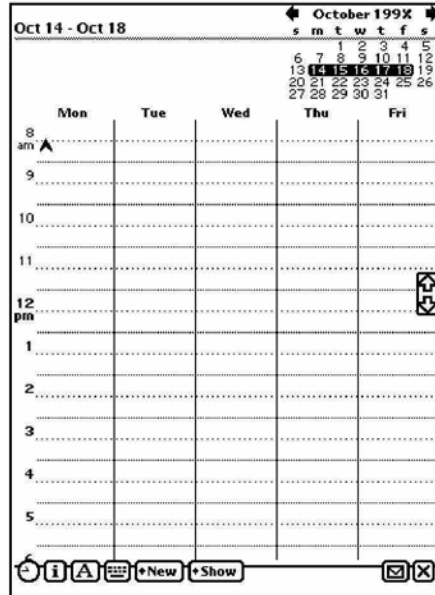 Oct 14 - Oct 18
October 199X
s m t w t f s
1 2 3 4 5
6 7 8 9 10 11 12
13 14 15 16 17 18 19
20 21 22 23 24 25 26
27 28 29 30 31
Mon Tue Wed Thu Fri
8
am
9
10
11
12
pm
1
2
3
4
5
6
i A New Show